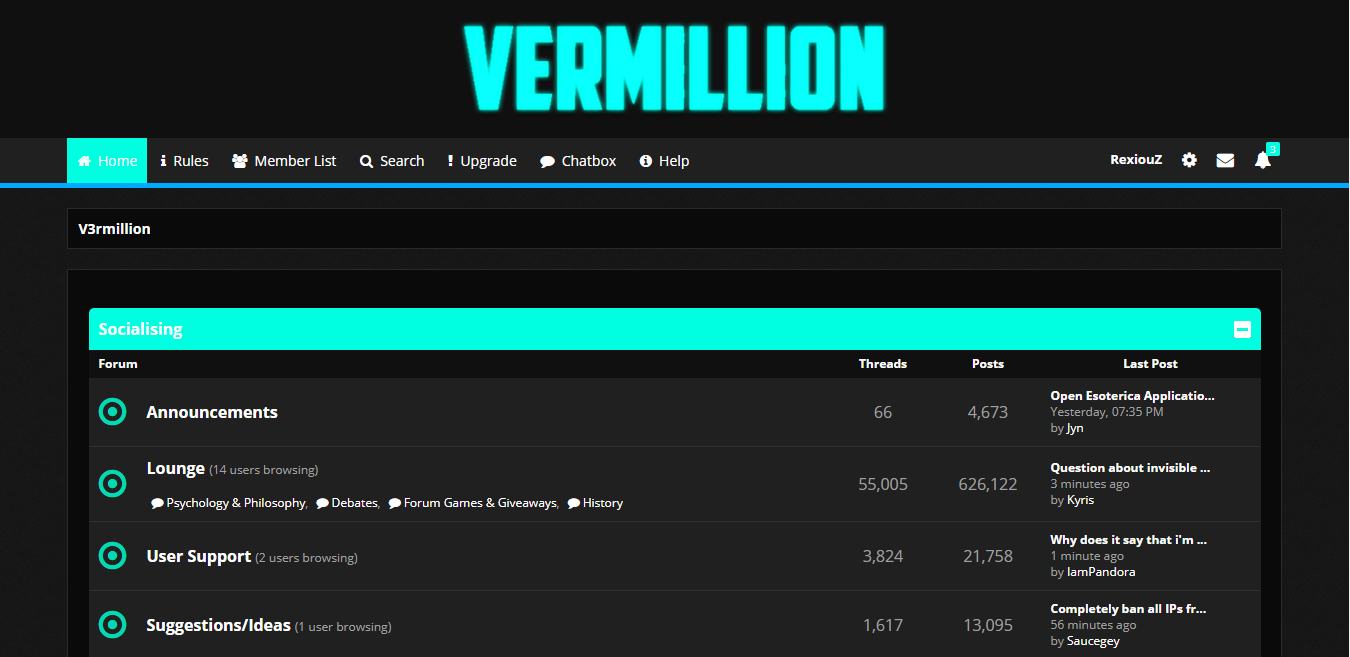 VERMILLION
Home Rules Member List Search Upgrade Chatbox Help RexiouZ 3
V3rmillion
Socialising
Forum Threads Posts Last Post
Announcements 66 4,673 Open Esoterica Applicatio...
Yesterday, 07:35 PM
by Jyn
Lounge (14 users browsing) 55,005 626,122 Question about invisible ...
3 minutes ago
by Kyris
Psychology & Philosophy, Debates, Forum Games & Giveaways, History
User Support (2 users browsing) 3,824 21,758 Why does it say that i'm ...
1 minute ago
by IamPandora
Suggestions/Ideas (1 user browsing) 1,617 13,095 Completely ban all IPs fr...
56 minutes ago
by Saucegey